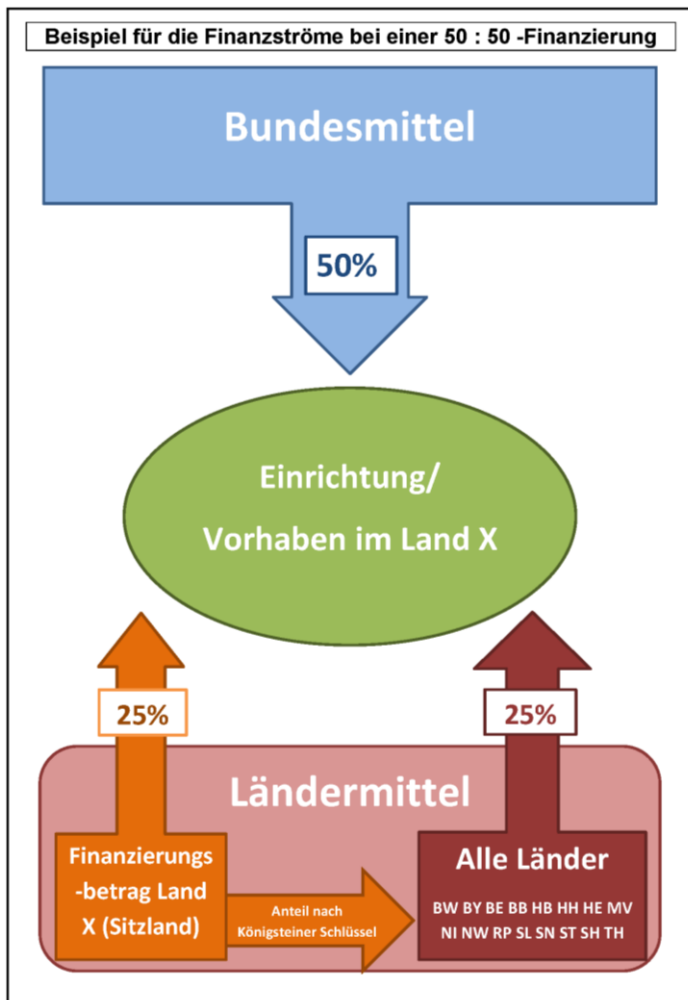 Beispiel für die Finanzströme bei einer 50 : 50 -Finanzierung
Bundesmittel
50%
Einrichtung/
Vorhaben im Land X
25%
25%
Ländermittel
Finanzierungs
-betrag Land
X (Sitzland)
Anteil nach
Königsteiner Schlüssel
Alle Länder
BW BY BE BB HB HH HE MV
NI NW RP SL SN ST SH TH